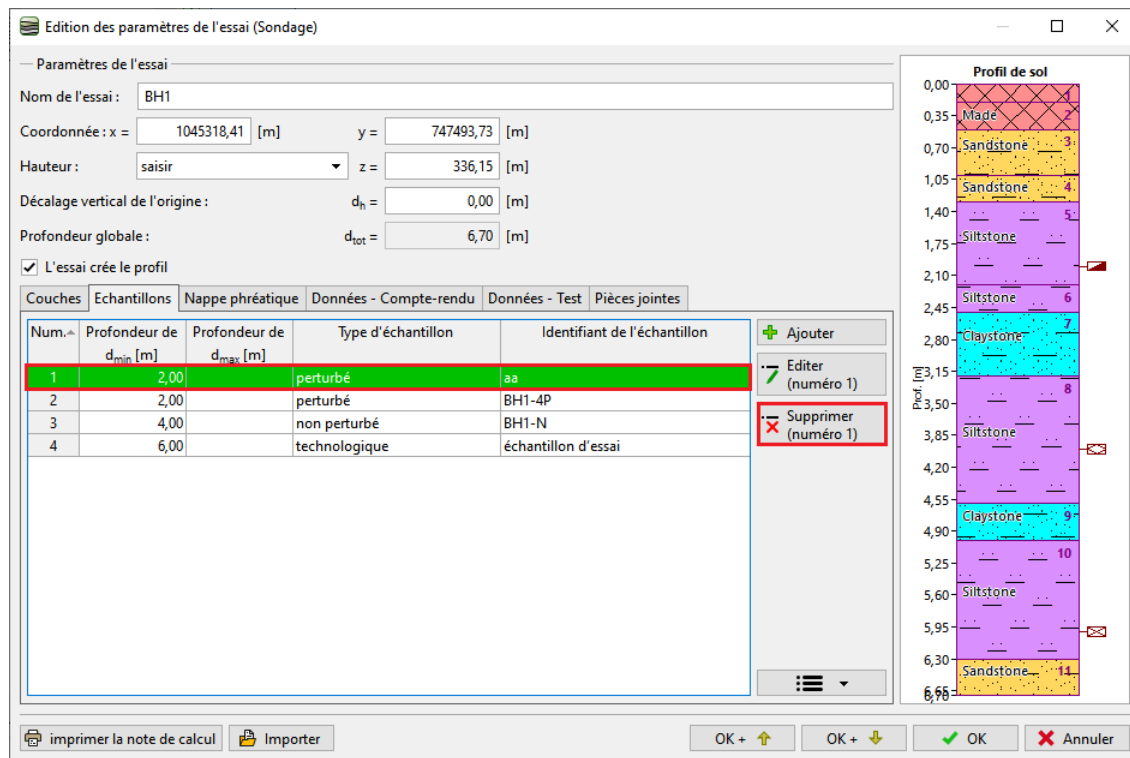 Edition des paramètres de l'essai (Sondage)
Paramètres de l'essai
Nom de l'essai : BH1
Coordonnée : x = 1045318,41 [m] y = 747493,73 [m]
Hauteur : saisir z = 336,15 [m]
Décalage vertical de l'origine : dh = 0,00 [m]
Profondeur globale : dtot = 6,70 [m]
L'essai crée le profil
Couches Echantillons Nappe phréatique Données - Compte-rendu Données - Test Pièces jointes
Num. Profondeur de Profondeur de Type d'échantillon Identifiant de l'échantillon
dmin [m] dmax [m]
1 2,00 perturbé aa
2 2,00 perturbé BH1-4P
3 4,00 non perturbé BH1-N
4 6,00 technologique échantillon d'essai
Ajouter
Editer
(numéro 1)
Supprimer
(numéro 1)
Profil de sol
Prof. [m]
0,00
1
0,35 Made 2
0,70 Sandstone 3
1,05 Sandstone 4
1,40 5
1,75 Siltstone
2,10
2,45 Siltstone 6
7
2,80 Claystone
3,15
8
3,50
3,85 Siltstone
4,20
4,55
Claystone 9
4,90
10
5,25
5,60 Siltstone
5,95
6,30
Sandstone 11
6,65
6,70
imprimer la note de calcul Importer OK + OK + OK Annuler